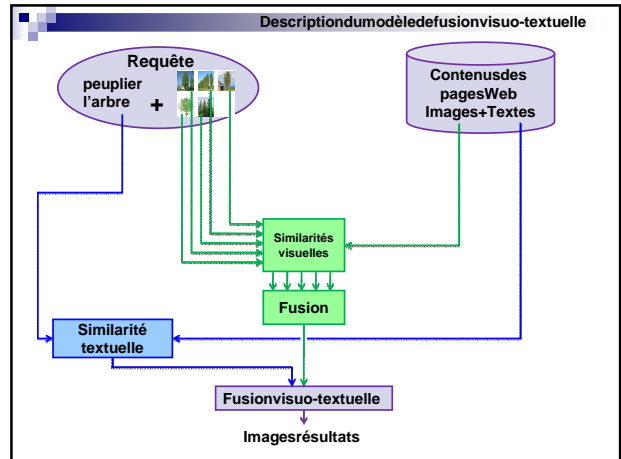 Descriptiondumodèledefusionvisuo-textuelle
Requête
peuplier
l'arbre
+
Contenusdes
pagesWeb
Images+Textes
Similarités
visuelles
Fusion
Similarité
textuelle
Fusionvisuo-textuelle
Imagesrésultats